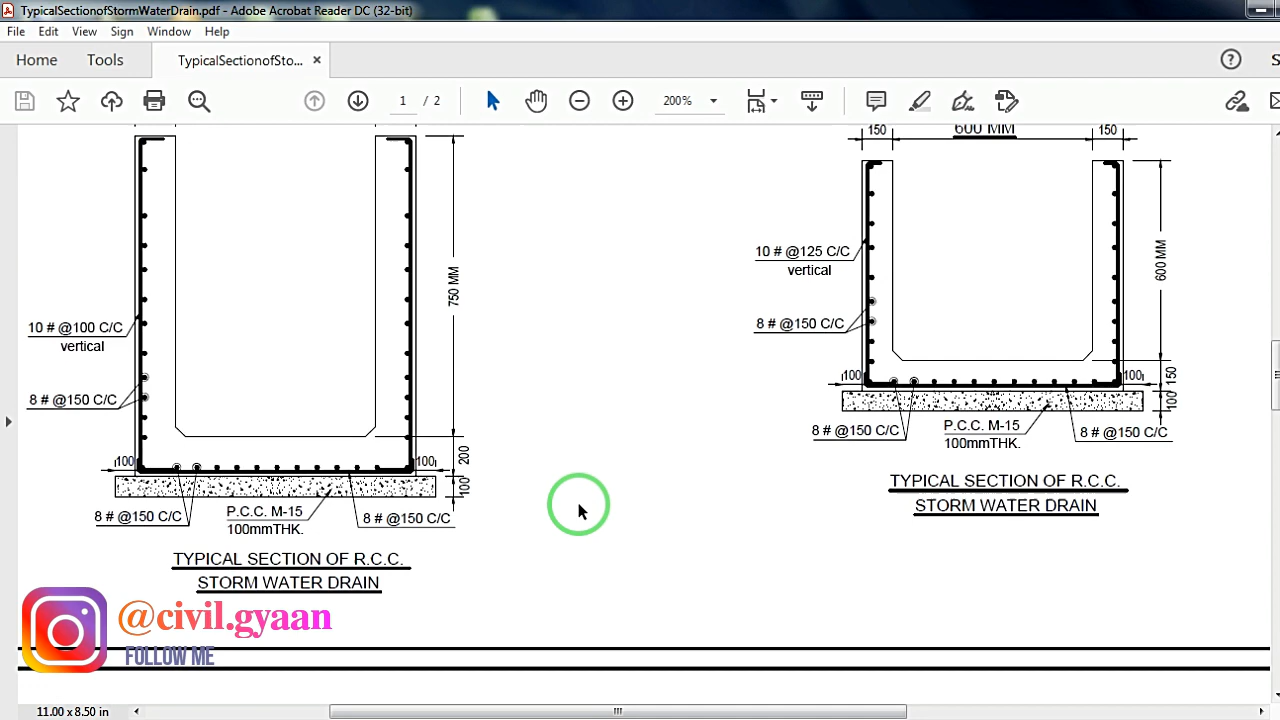 TypicalSectionofStormWaterDrain.pdf - Adobe Acrobat Reader DC (32-bit)
File Edit View Sign Window Help
Home Tools TypicalSectionofSto... ×
1 / 2 200%
750 MM
10 # @100 C/C
vertical
8 # @150 C/C
100 100
200
100
8 # @150 C/C
P.C.C. M-15
100mmTHK.
8 # @150 C/C
TYPICAL SECTION OF R.C.C.
STORM WATER DRAIN
150 600 MM 150
10 # @125 C/C
vertical
600 MM
8 # @150 C/C
100 100
150
100
8 # @150 C/C
P.C.C. M-15
100mmTHK.
8 # @150 C/C
TYPICAL SECTION OF R.C.C.
STORM WATER DRAIN
@civil.gyaan
FOLLOW ME
11.00 x 8.50 in